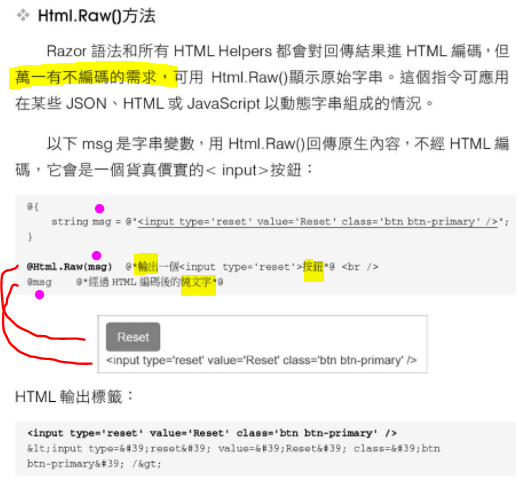 ❖ Html.Raw()方法
Razor 語法和所有 HTML Helpers 都會對回傳結果進 HTML 編碼，但
萬一有不編碼的需求，可用 Html.Raw()顯示原始字串。這個指令可應用
在某些 JSON、HTML 或 JavaScript 以動態字串組成的情況。
以下 msg 是字串變數，用 Html.Raw()回傳原生內容，不經 HTML 編
碼，它會是一個貨真價實的< input>按鈕：
@{
string msg = @"<input type='reset' value='Reset' class='btn btn-primary' />";
}
@Html.Raw(msg) @*輸出一個<input type='reset'>按鈕*@ <br />
@msg @*經過 HTML 編碼後的純文字*@
Reset
<input type='reset' value='Reset' class='btn btn-primary' />
HTML 輸出標籤：
<input type='reset' value='Reset' class='btn btn-primary' />
&lt;input type=&#39;reset&#39; value=&#39;Reset&#39; class=&#39;btn
btn-primary&#39; /&gt;